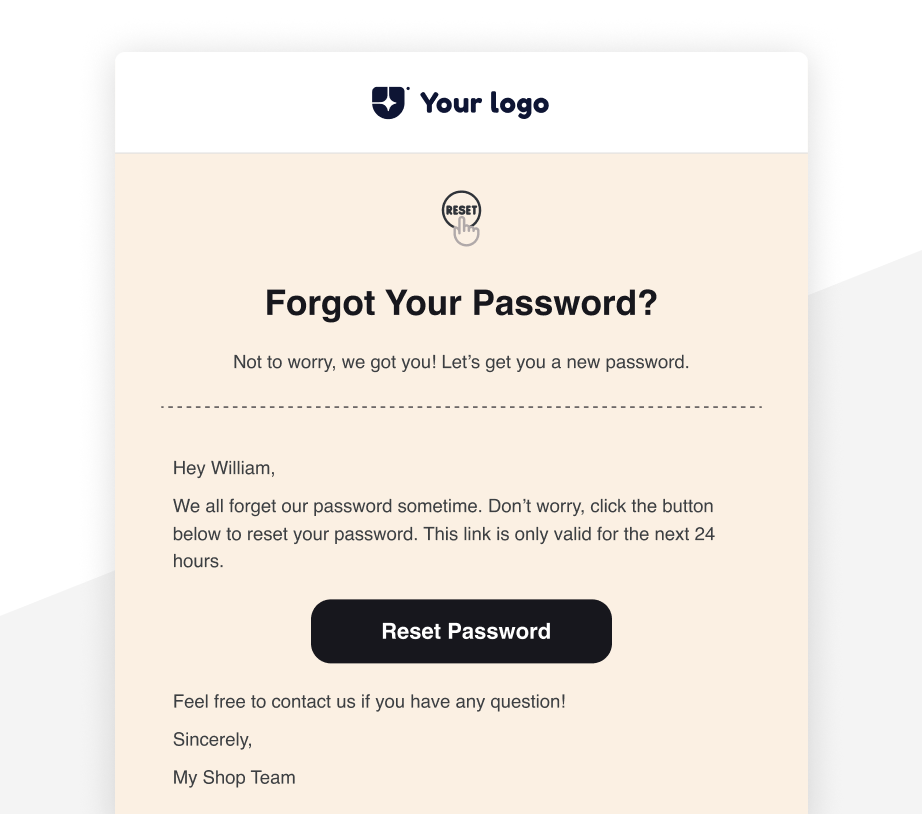 Your logo
RESET
Forgot Your Password?
Not to worry, we got you! Let’s get you a new password.
Hey William,
We all forget our password sometime. Don’t worry, click the button
below to reset your password. This link is only valid for the next 24
hours.
Reset Password
Feel free to contact us if you have any question!
Sincerely,
My Shop Team